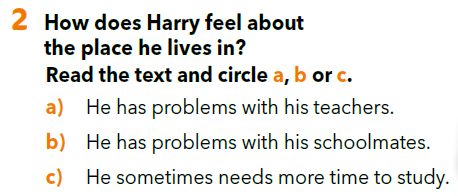 2 How does Harry feel about
the place he lives in?
Read the text and circle a, b or c.
a) He has problems with his teachers.
b) He has problems with his schoolmates.
c) He sometimes needs more time to study.